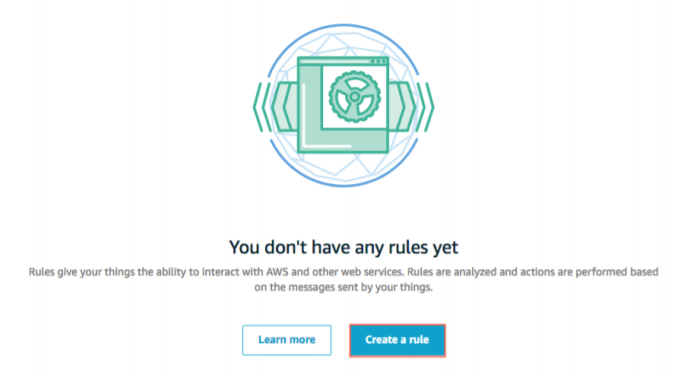 You don't have any rules yet
Rules give your things the ability to interact with AWS and other web services. Rules are analyzed and actions are performed based
on the messages sent by your things.
Learn more
Create a rule